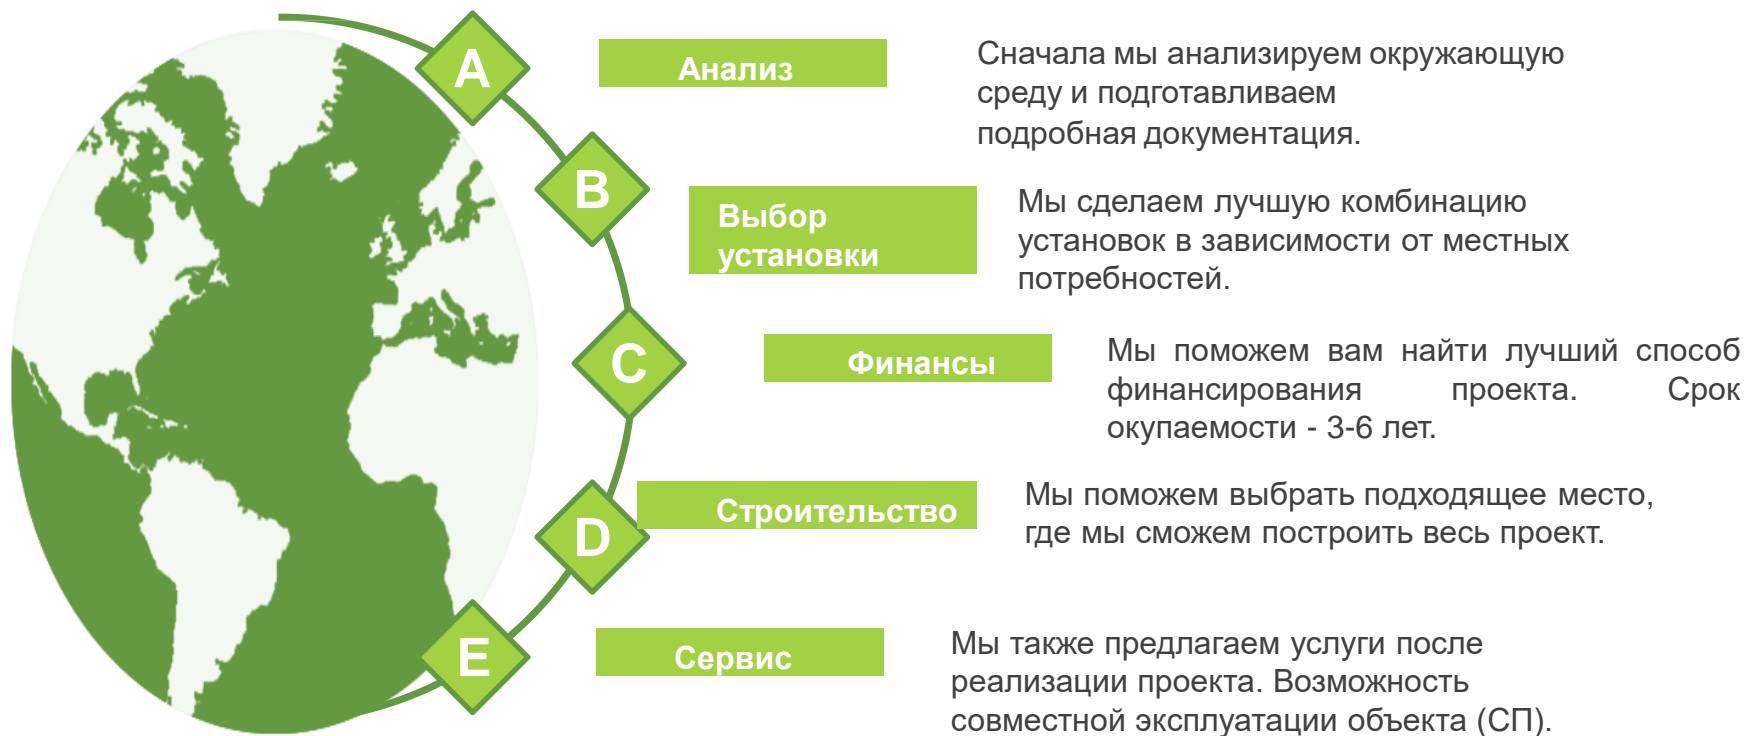 A
Анализ
Сначала мы анализируем окружающую
среду и подготавливаем
подробная документация.
B
Выбор
установки
Мы сделаем лучшую комбинацию
установок в зависимости от местных
потребностей.
C
Финансы
Мы поможем вам найти лучший способ
финансирования проекта. Срок
окупаемости - 3-6 лет.
D
Строительство
Мы поможем выбрать подходящее место,
где мы сможем построить весь проект.
E
Сервис
Мы также предлагаем услуги после
реализации проекта. Возможность
совместной эксплуатации объекта (СП).